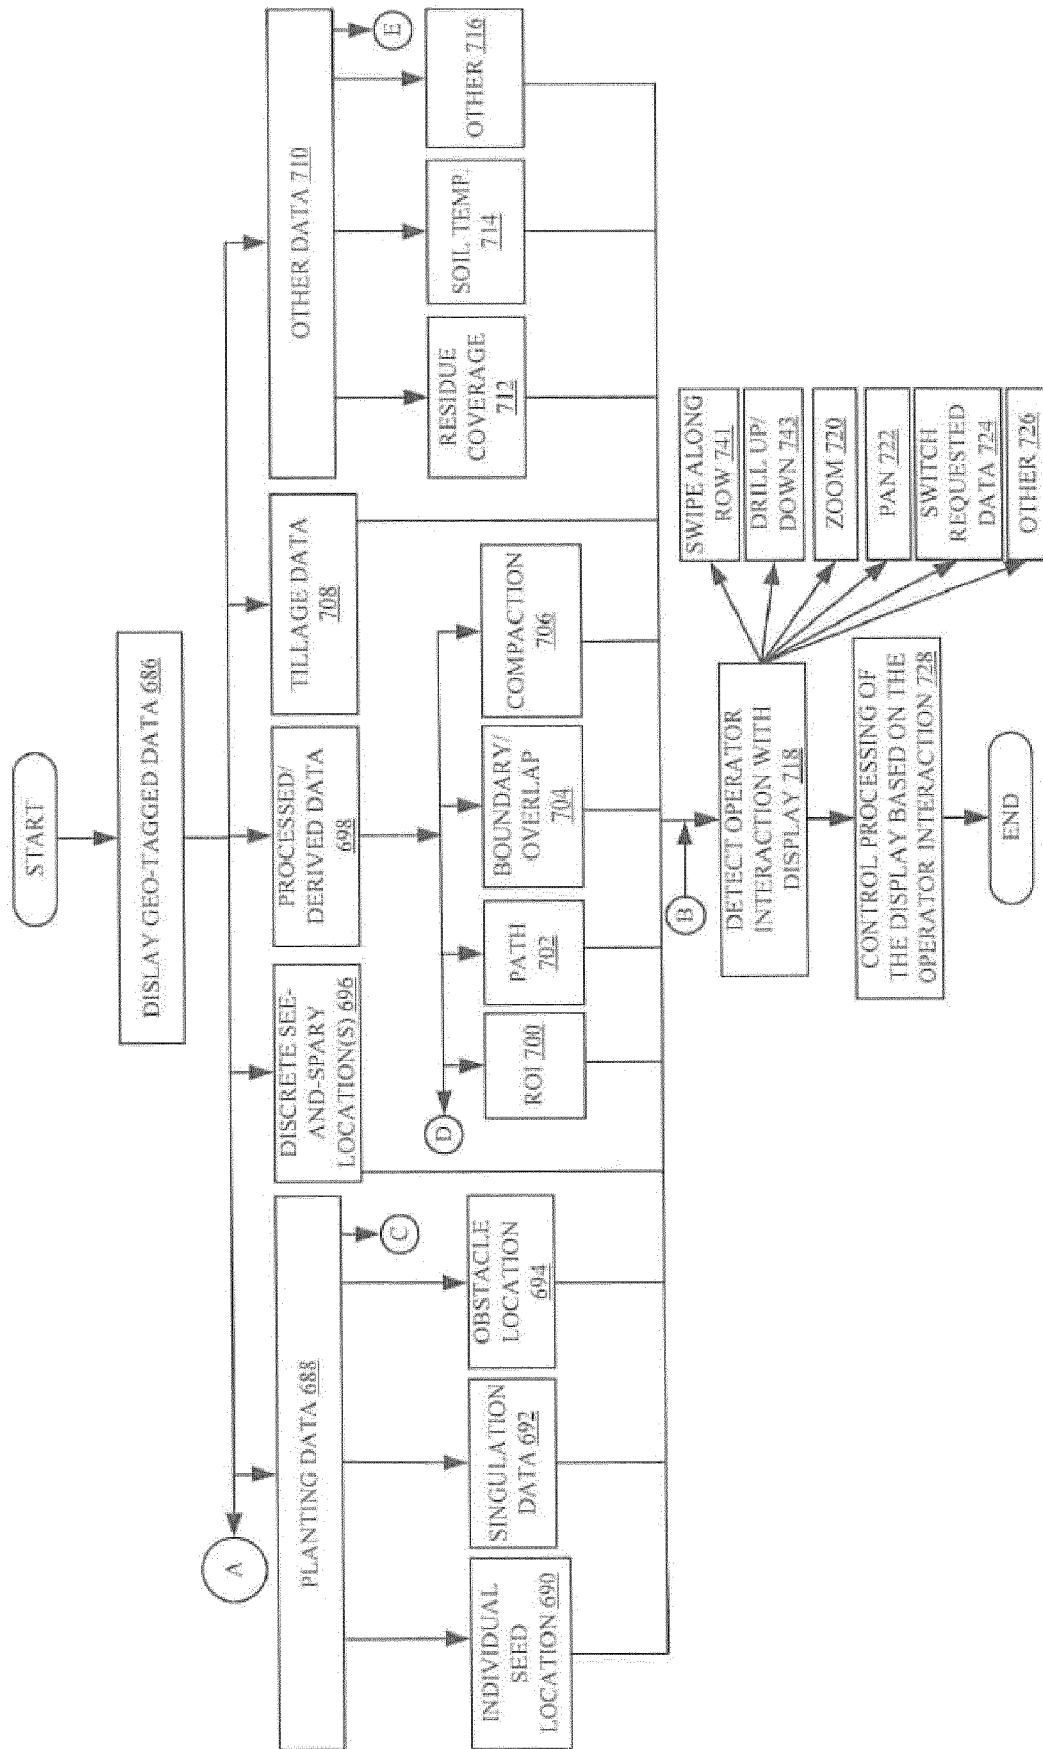 START
DISLAY GEO-TAGGED DATA 686
A
PLANTING DATA 688
C
INDIVIDUAL
SEED
LOCATION 690
SINGULATION
DATA 692
OBSTACLE
LOCATION
694
DISCRETE SEE-
AND-SPARY
LOCATION(S) 696
PROCESSED/
DERIVED DATA
698
D
ROI 700
PATH
702
BOUNDARY/
OVERLAP
704
COMPACTION
706
TILLAGE DATA
708
OTHER DATA 710
E
RESIDUE
COVERAGE
712
SOIL TEMP.
714
OTHER 716
B
DETECT OPERATOR
INTERACTION WITH
DISPLAY 718
SWIPE ALONG
ROW 741
DRILL UP/
DOWN 743
ZOOM 720
PAN 722
SWITCH
REQUESTED
DATA 724
OTHER 726
CONTROL PROCESSING OF
THE DISPLAY BASED ON THE
OPERATOR INTERACTION 728
END